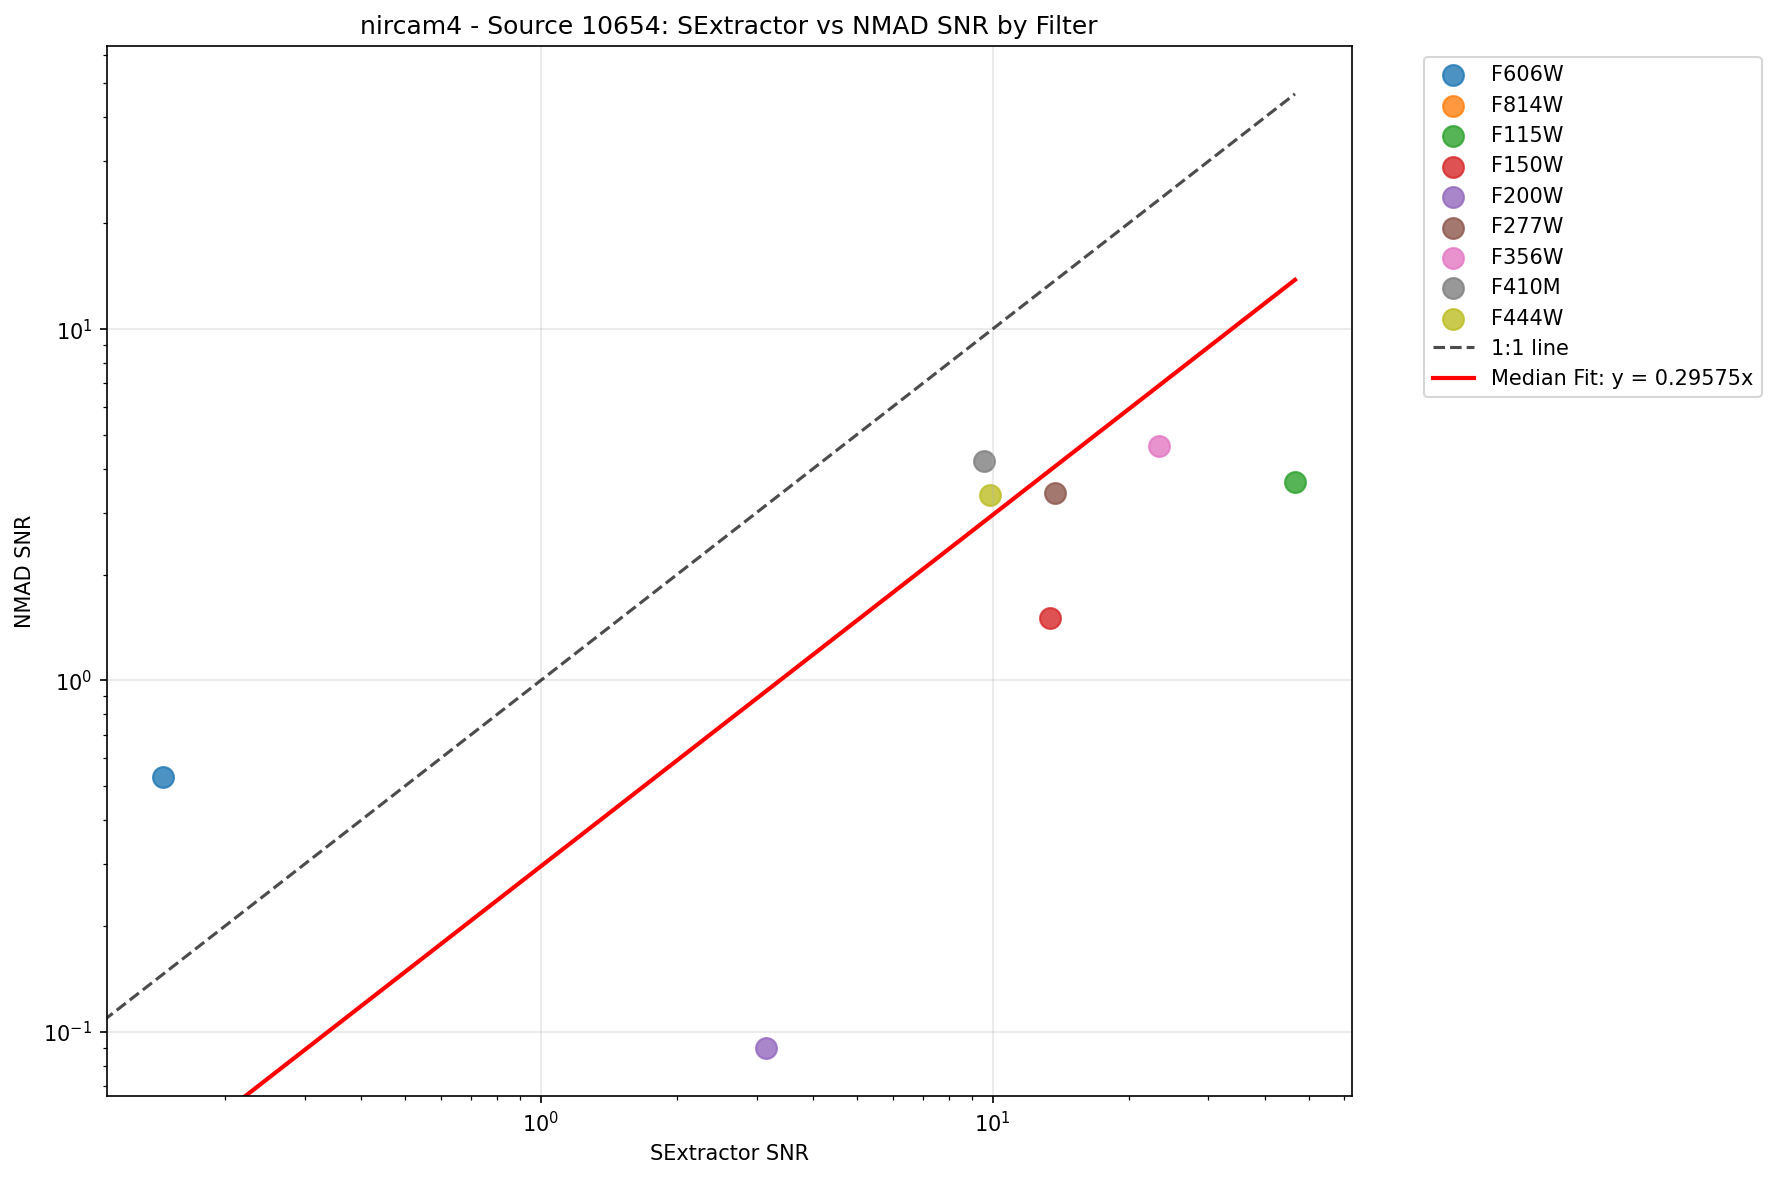 nircam4 - Source 10654: SExtractor vs NMAD SNR by Filter
F606W
F814W
F115W
F150W
F200W
F277W
F356W
F410M
F444W
1:1 line
Median Fit: y = 0.29575x
NMAD SNR
10¹
10⁰
10⁻¹
10⁰
10¹
SExtractor SNR